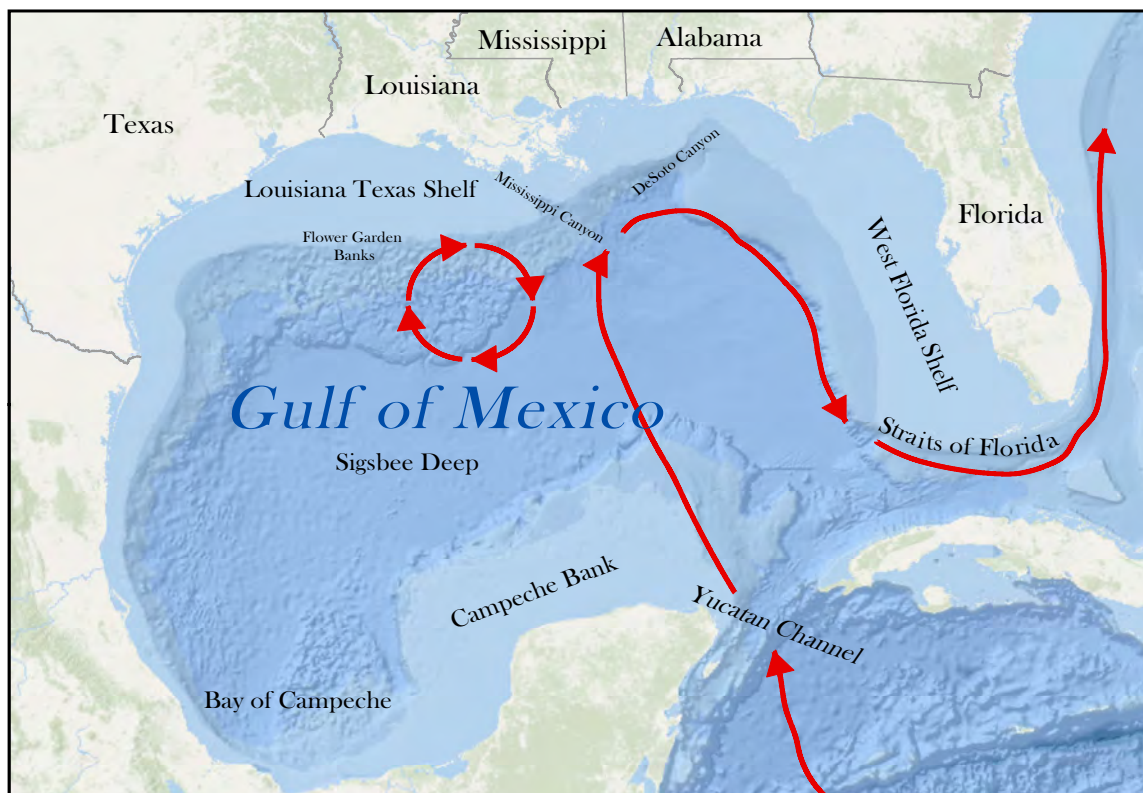 Mississippi
Alabama
Louisiana
Texas
DeSoto Canyon
Louisiana Texas Shelf
Mississippi Canyon
Florida
Flower Garden
Banks
West Florida Shelf
Gulf of Mexico
Straits of Florida
Sigsbee Deep
Campeche Bank
Yucatan Channel
Bay of Campeche